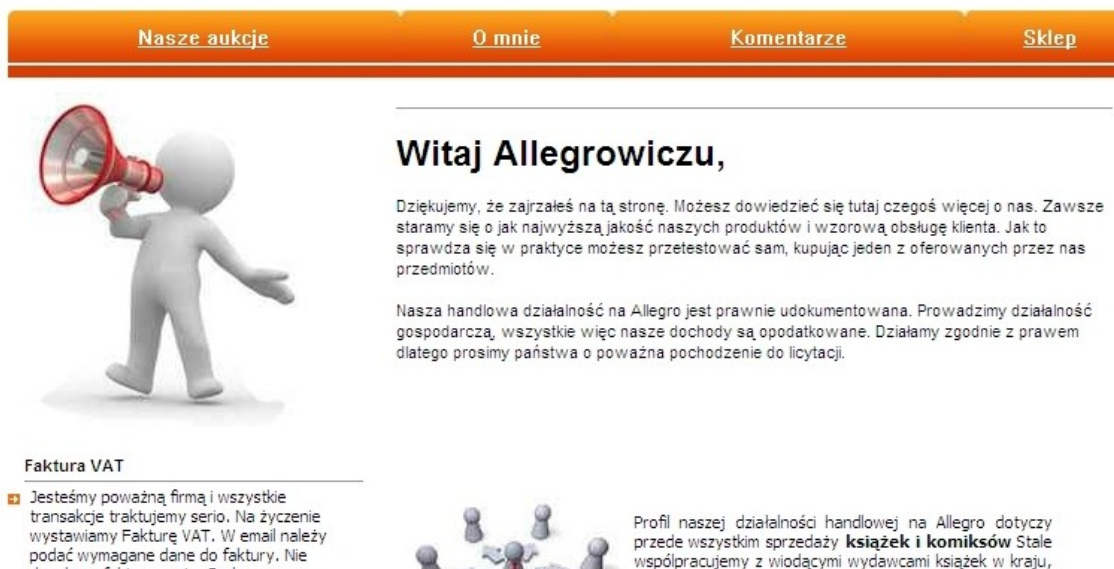 Nasze aukcje O mnie Komentarze Sklep
Witaj Allegrowiczu,
Dziękujemy, że zajrzałeś na tą stronę. Możesz dowiedzieć się tutaj czegoś więcej o nas. Zawsze
staramy się o jak najwyższą jakość naszych produktów i wzorową obsługę klienta. Jak to
sprawdza się w praktyce możesz przetestować sam, kupując jeden z oferowanych przez nas
przedmiotów.
Nasza handlowa działalność na Allegro jest prawnie udokumentowana. Prowadzimy działalność
gospodarczą, wszystkie więc nasze dochody są opodatkowane. Działamy zgodnie z prawem
dlatego prosimy państwa o poważna pochodzenie do licytacji.
Faktura VAT
Jesteśmy poważną firmą i wszystkie
transakcje traktujemy serio. Na życzenie
wystawiamy Fakturę VAT. W email należy
podać wymagane dane do faktury. Nie
Profil naszej działalności handlowej na Allegro dotyczy
przede wszystkim sprzedaży książek i komiksów Stale
współpracujemy z wiodącymi wydawcami książek w kraju,